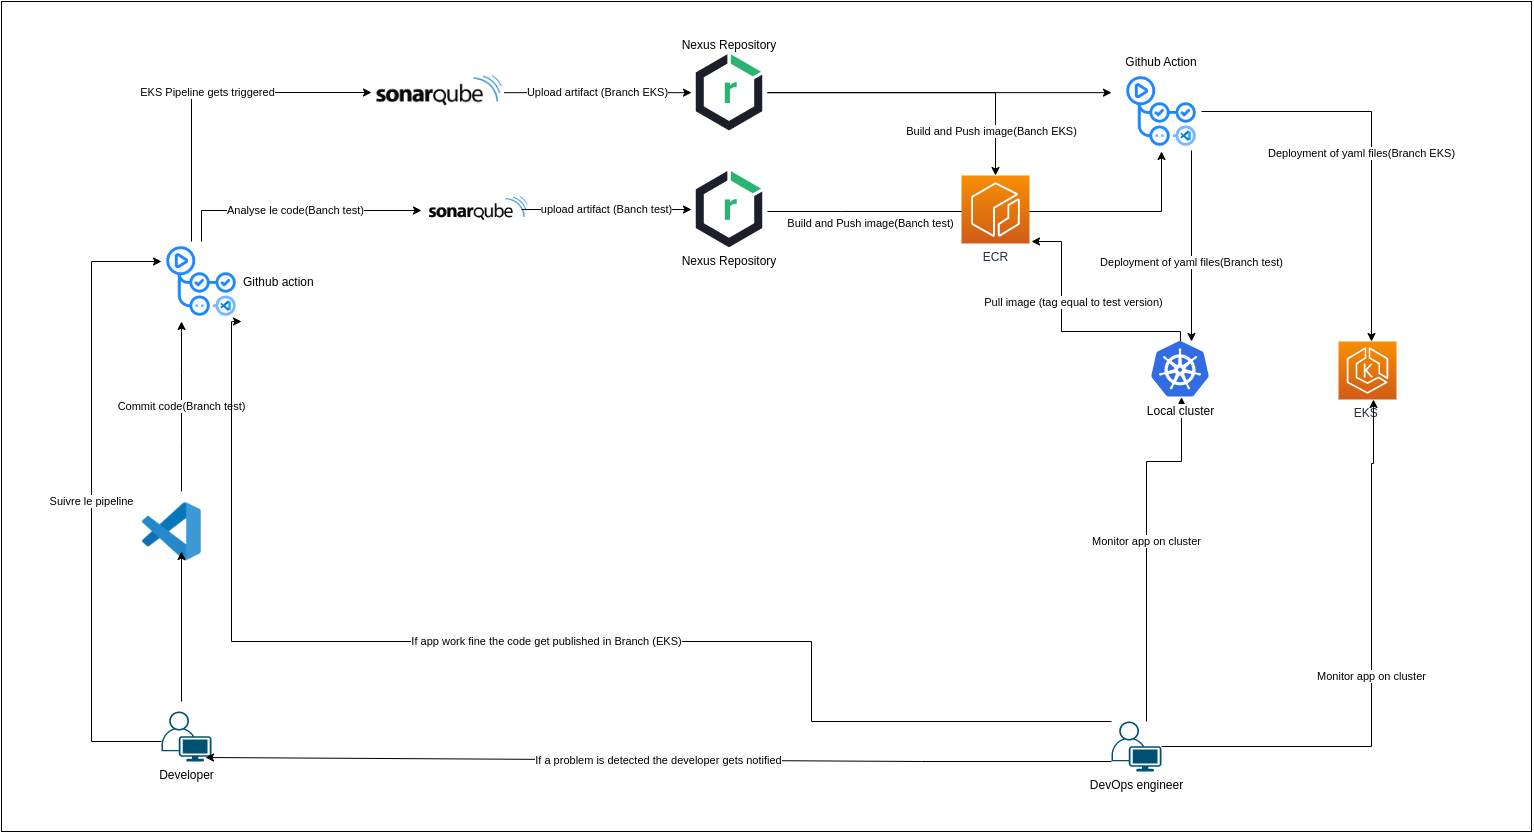 Nexus Repository
Github Action
EKS Pipeline gets triggered
sonarqube
Upload artifact (Branch EKS)
r
Build and Push image(Banch EKS)
Deployment of yaml files(Branch EKS)
Analyse le code(Banch test)
sonarqube
upload artifact (Banch test)
r
Build and Push image(Banch test)
Nexus Repository
ECR
Deployment of yaml files(Branch test)
Github action
Pull image (tag equal to test version)
K
Local cluster
EKS
Commit code(Branch test)
Suivre le pipeline
Monitor app on cluster
If app work fine the code get published in Branch (EKS)
Monitor app on cluster
If a problem is detected the developer gets notified
Developer
DevOps engineer